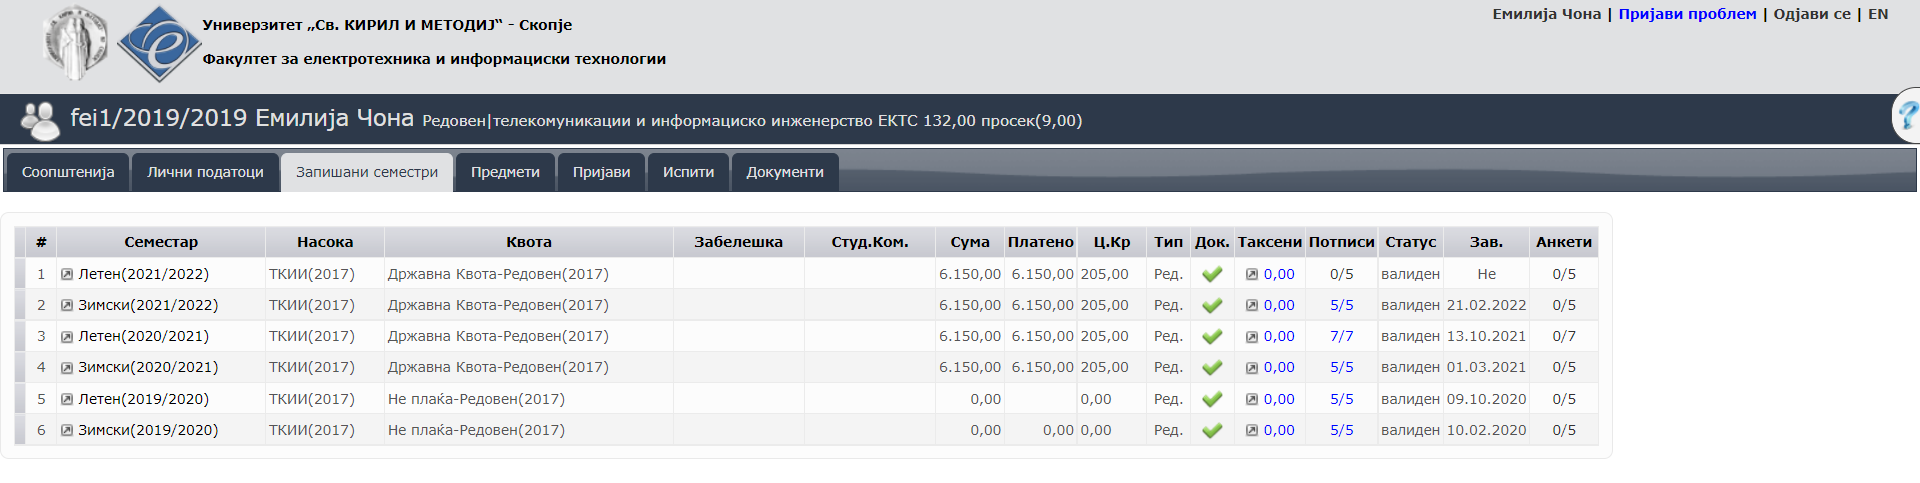 Универзитет „Св. КИРИЛ И МЕТОДИЈ“ - Скопје
Факултет за електротехника и информациски технологии
Емилија Чона | Пријави проблем | Одјави се | EN
fei1/2019/2019 Емилија Чона Редовен|телекомуникации и информациско инженерство ЕКТС 132,00 просек(9,00)
Соопштенија Лични податоци Запишани семестри Предмети Пријави Испити Документи
# Семестар Насока Квота Забелешка Студ.Ком. Сума Платено Ц.Кр Тип Док. Таксени Потписи Статус Зав. Анкети
1 Летен(2021/2022) ТКИИ(2017) Државна Квота-Редовен(2017) 6.150,00 6.150,00 205,00 Ред. 0,00 0/5 валиден Не 0/5
2 Зимски(2021/2022) ТКИИ(2017) Државна Квота-Редовен(2017) 6.150,00 6.150,00 205,00 Ред. 0,00 5/5 валиден 21.02.2022 0/5
3 Летен(2020/2021) ТКИИ(2017) Државна Квота-Редовен(2017) 6.150,00 6.150,00 205,00 Ред. 0,00 7/7 валиден 13.10.2021 0/7
4 Зимски(2020/2021) ТКИИ(2017) Државна Квота-Редовен(2017) 6.150,00 6.150,00 205,00 Ред. 0,00 5/5 валиден 01.03.2021 0/5
5 Летен(2019/2020) ТКИИ(2017) Не плаќа-Редовен(2017) 0,00 0,00 Ред. 0,00 5/5 валиден 09.10.2020 0/5
6 Зимски(2019/2020) ТКИИ(2017) Не плаќа-Редовен(2017) 0,00 0,00 0,00 Ред. 0,00 5/5 валиден 10.02.2020 0/5